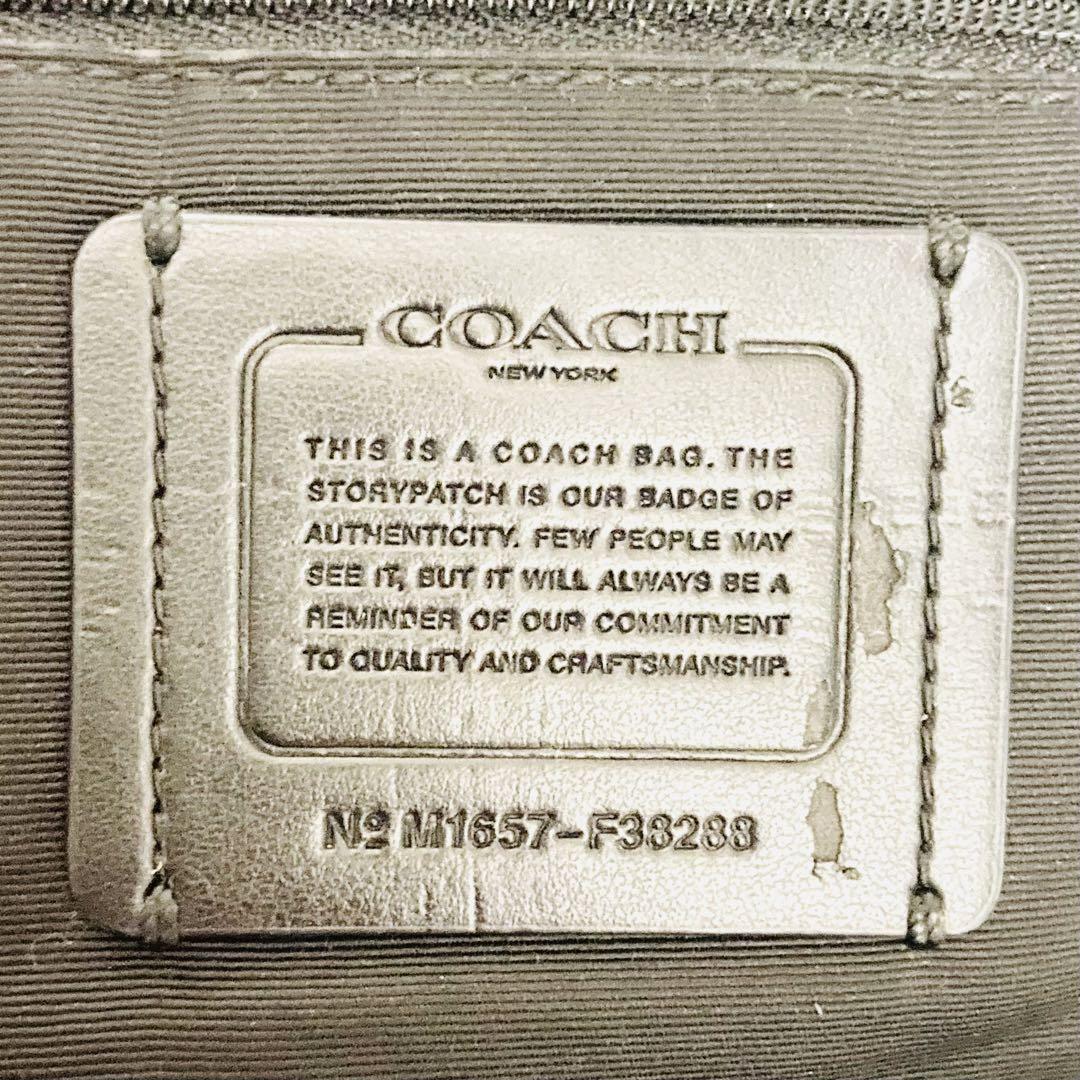 COACH
NEW YORK
THIS IS A COACH BAG. THE
STORYPATCH IS OUR BADGE OF
AUTHENTICITY. FEW PEOPLE MAY
SEE IT, BUT IT WILL ALWAYS BE A
REMINDER OF OUR COMMITMENT
TO QUALITY AND CRAFTSMANSHIP.
Nº M1657-F38288